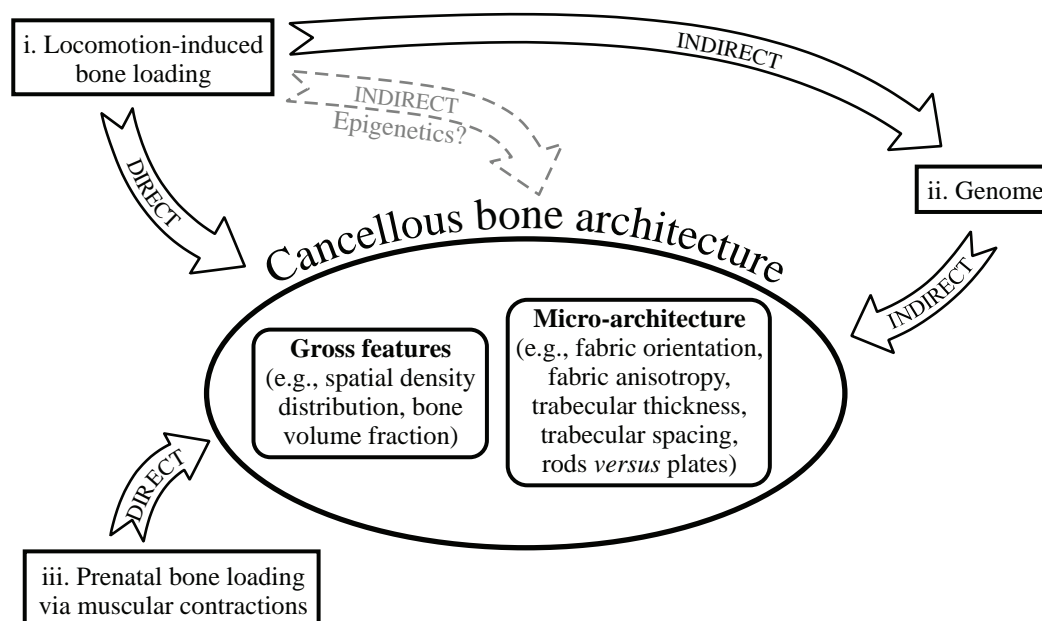 i. Locomotion-induced
bone loading
INDIRECT
INDIRECT
Epigenetics?
DIRECT
ii. Genome
INDIRECT
Cancellous bone architecture
Gross features
(e.g., spatial density
distribution, bone
volume fraction)
Micro-architecture
(e.g., fabric orientation,
fabric anisotropy,
trabecular thickness,
trabecular spacing,
rods versus plates)
DIRECT
iii. Prenatal bone loading
via muscular contractions